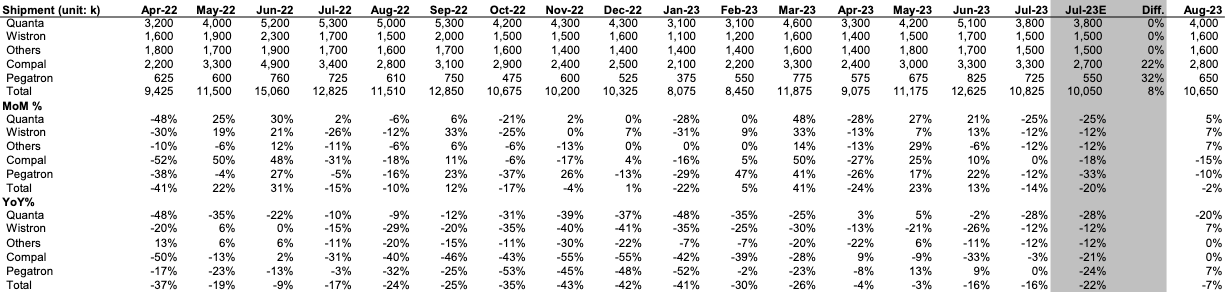 Shipment (unit: k) Apr-22 May-22 Jun-22 Jul-22 Aug-22 Sep-22 Oct-22 Nov-22 Dec-22 Jan-23 Feb-23 Mar-23 Apr-23 May-23 Jun-23 Jul-23 Jul-23E Diff. Aug-23
Quanta 3,200 4,000 5,200 5,300 5,000 5,300 4,200 4,300 4,300 3,100 3,100 4,600 3,300 4,200 5,100 3,800 3,800 0% 4,000
Wistron 1,600 1,900 2,300 1,700 1,500 2,000 1,500 1,500 1,600 1,100 1,200 1,600 1,400 1,500 1,700 1,500 1,500 0% 1,600
Others 1,800 1,700 1,900 1,700 1,600 1,700 1,600 1,400 1,400 1,400 1,400 1,600 1,400 1,800 1,700 1,500 1,500 0% 1,600
Compal 2,200 3,300 4,900 3,400 2,800 3,100 2,900 2,400 2,500 2,100 2,200 3,300 2,400 3,000 3,300 3,300 2,700 22% 2,800
Pegatron 625 600 760 725 610 750 475 600 525 375 550 775 575 675 825 725 550 32% 650
Total 9,425 11,500 15,060 12,825 11,510 12,850 10,675 10,200 10,325 8,075 8,450 11,875 9,075 11,175 12,625 10,825 10,050 8% 10,650
MoM %
Quanta -48% 25% 30% 2% -6% 6% -21% 2% 0% -28% 0% 48% -28% 27% 21% -25% -25% 5%
Wistron -30% 19% 21% -26% -12% 33% -25% 0% 7% -31% 9% 33% -13% 7% 13% -12% -12% 7%
Others -10% -6% 12% -11% -6% 6% -6% -13% 0% 0% 0% 14% -13% 29% -6% -12% -12% 7%
Compal -52% 50% 48% -31% -18% 11% -6% -17% 4% -16% 5% 50% -27% 25% 10% 0% -18% -15%
Pegatron -38% -4% 27% -5% -16% 23% -37% 26% -13% -29% 47% 41% -26% 17% 22% -12% -33% -10%
Total -41% 22% 31% -15% -10% 12% -17% -4% 1% -22% 5% 41% -24% 23% 13% -14% -20% -2%
YoY%
Quanta -48% -35% -22% -10% -9% -12% -31% -39% -37% -48% -35% -25% 3% 5% -2% -28% -28% -20%
Wistron -20% 6% 0% -15% -29% -20% -35% -40% -41% -35% -25% -30% -13% -21% -26% -12% -12% 7%
Others 13% 6% 6% -11% -20% -15% -11% -30% -22% -7% -7% -20% -22% 6% -11% -12% -12% 0%
Compal -50% -13% 2% -31% -40% -46% -43% -55% -55% -42% -39% -28% 9% -9% -33% -3% -21% 0%
Pegatron -17% -23% -13% -3% -32% -25% -53% -45% -48% -52% -2% -23% -8% 13% 9% 0% -24% 7%
Total -37% -19% -9% -17% -24% -25% -35% -43% -42% -41% -30% -26% -4% -3% -16% -16% -22% -7%